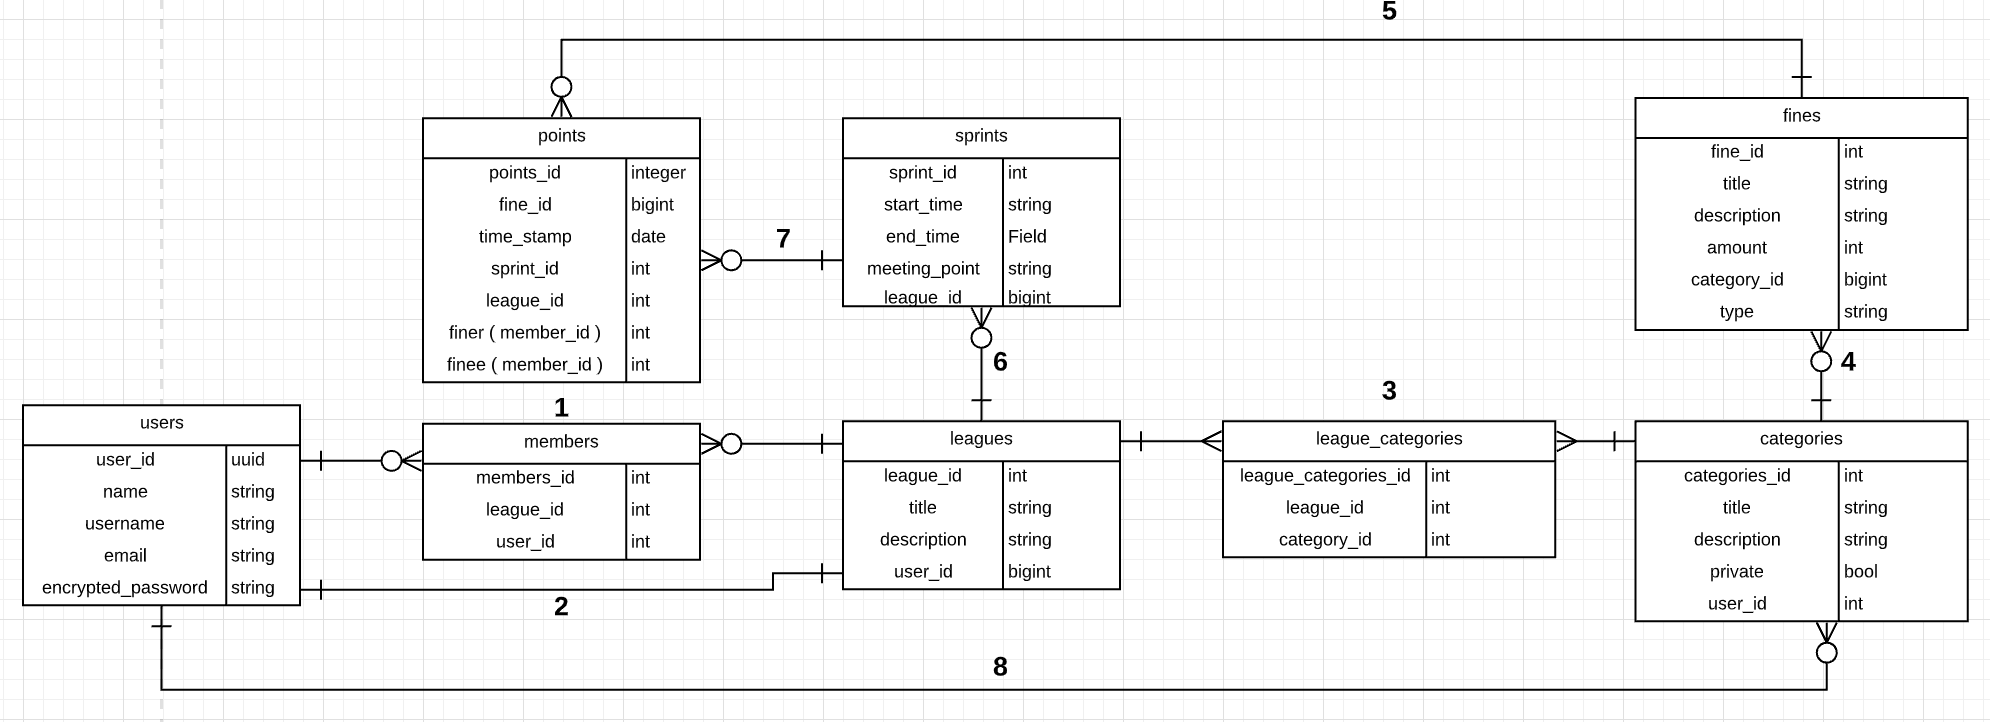 5
points
points_id integer
fine_id bigint
time_stamp date
sprint_id int
league_id int
finer ( member_id ) int
finee ( member_id ) int
7
sprints
sprint_id int
start_time string
end_time Field
meeting_point string
league_id bigint
fines
fine_id int
title string
description string
amount int
category_id bigint
type string
6
3
4
1
users
user_id uuid
name string
username string
email string
encrypted_password string
members
members_id int
league_id int
user_id int
leagues
league_id int
title string
description string
user_id bigint
league_categories
league_categories_id int
league_id int
category_id int
categories
categories_id int
title string
description string
private bool
user_id int
2
8